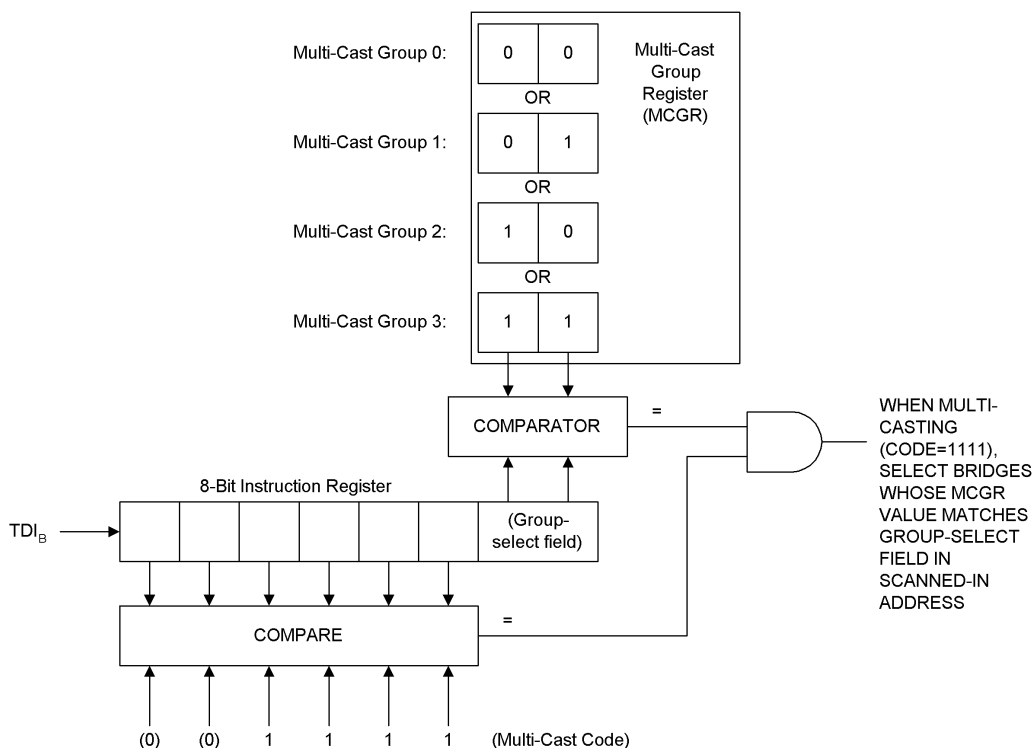 Multi-Cast Group 0:
0 0
Multi-Cast
Group
Register
(MCGR)
OR
Multi-Cast Group 1:
0 1
OR
Multi-Cast Group 2:
1 0
OR
Multi-Cast Group 3:
1 1
COMPARATOR
=
WHEN MULTI-
CASTING
(CODE=1111),
SELECT BRIDGES
WHOSE MCGR
VALUE MATCHES
GROUP-SELECT
FIELD IN
SCANNED-IN
ADDRESS
8-Bit Instruction Register
TDIB
(Group-
select field)
COMPARE
=
(0) (0) 1 1 1 1 (Multi-Cast Code)